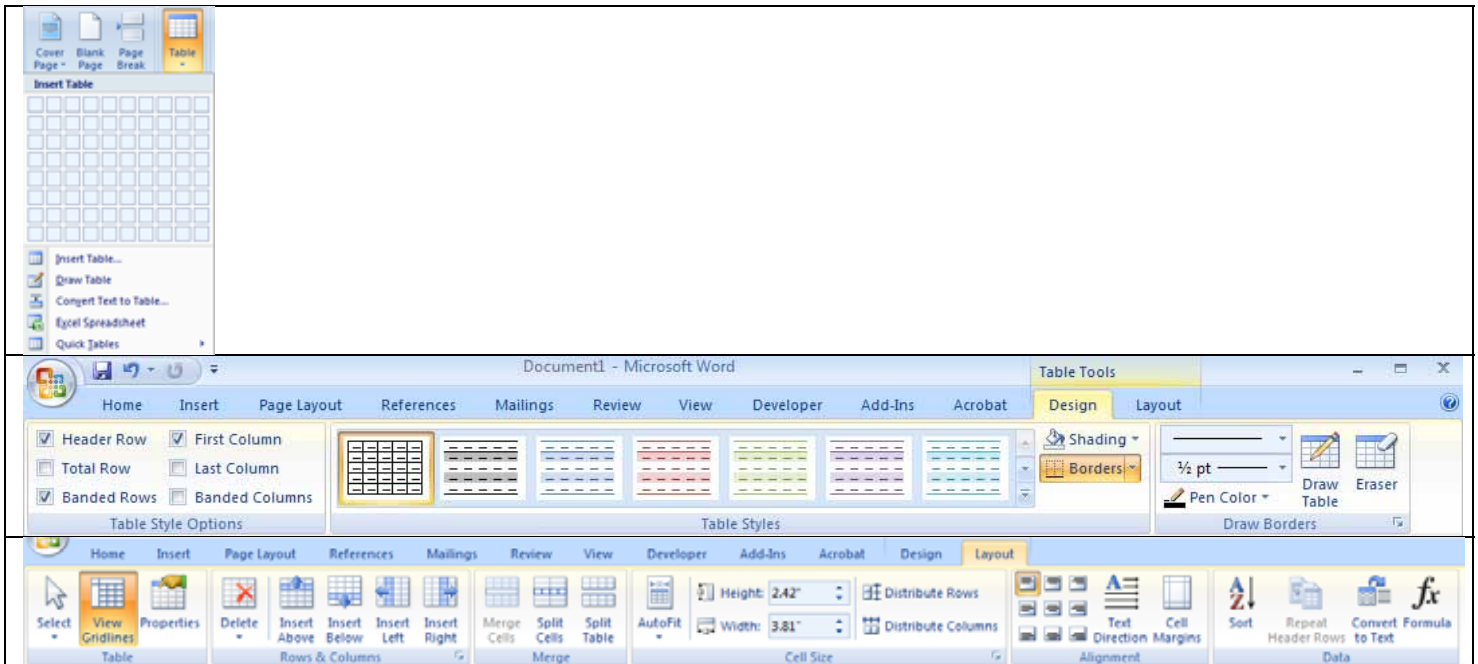 Cover Page Blank Page Page Break Table
Insert Table
Insert Table...
Draw Table
Convert Text to Table...
Excel Spreadsheet
Quick Tables
Document1 - Microsoft Word Table Tools
Home Insert Page Layout References Mailings Review View Developer Add-Ins Acrobat Design Layout
Header Row First Column Shading
Total Row Last Column Borders ½ pt
Banded Rows Banded Columns Pen Color Draw Table Eraser
Table Style Options Table Styles Draw Borders
Home Insert Page Layout References Mailings Review View Developer Add-Ins Acrobat Design Layout
Height: 2.42" Distribute Rows
Select View Gridlines Properties Delete Insert Above Insert Below Insert Left Insert Right Merge Cells Split Cells Split Table AutoFit Width: 3.81" Distribute Columns Text Direction Cell Margins Sort Repeat Header Rows Convert to Text Formula
Table Rows & Columns Merge Cell Size Alignment Data